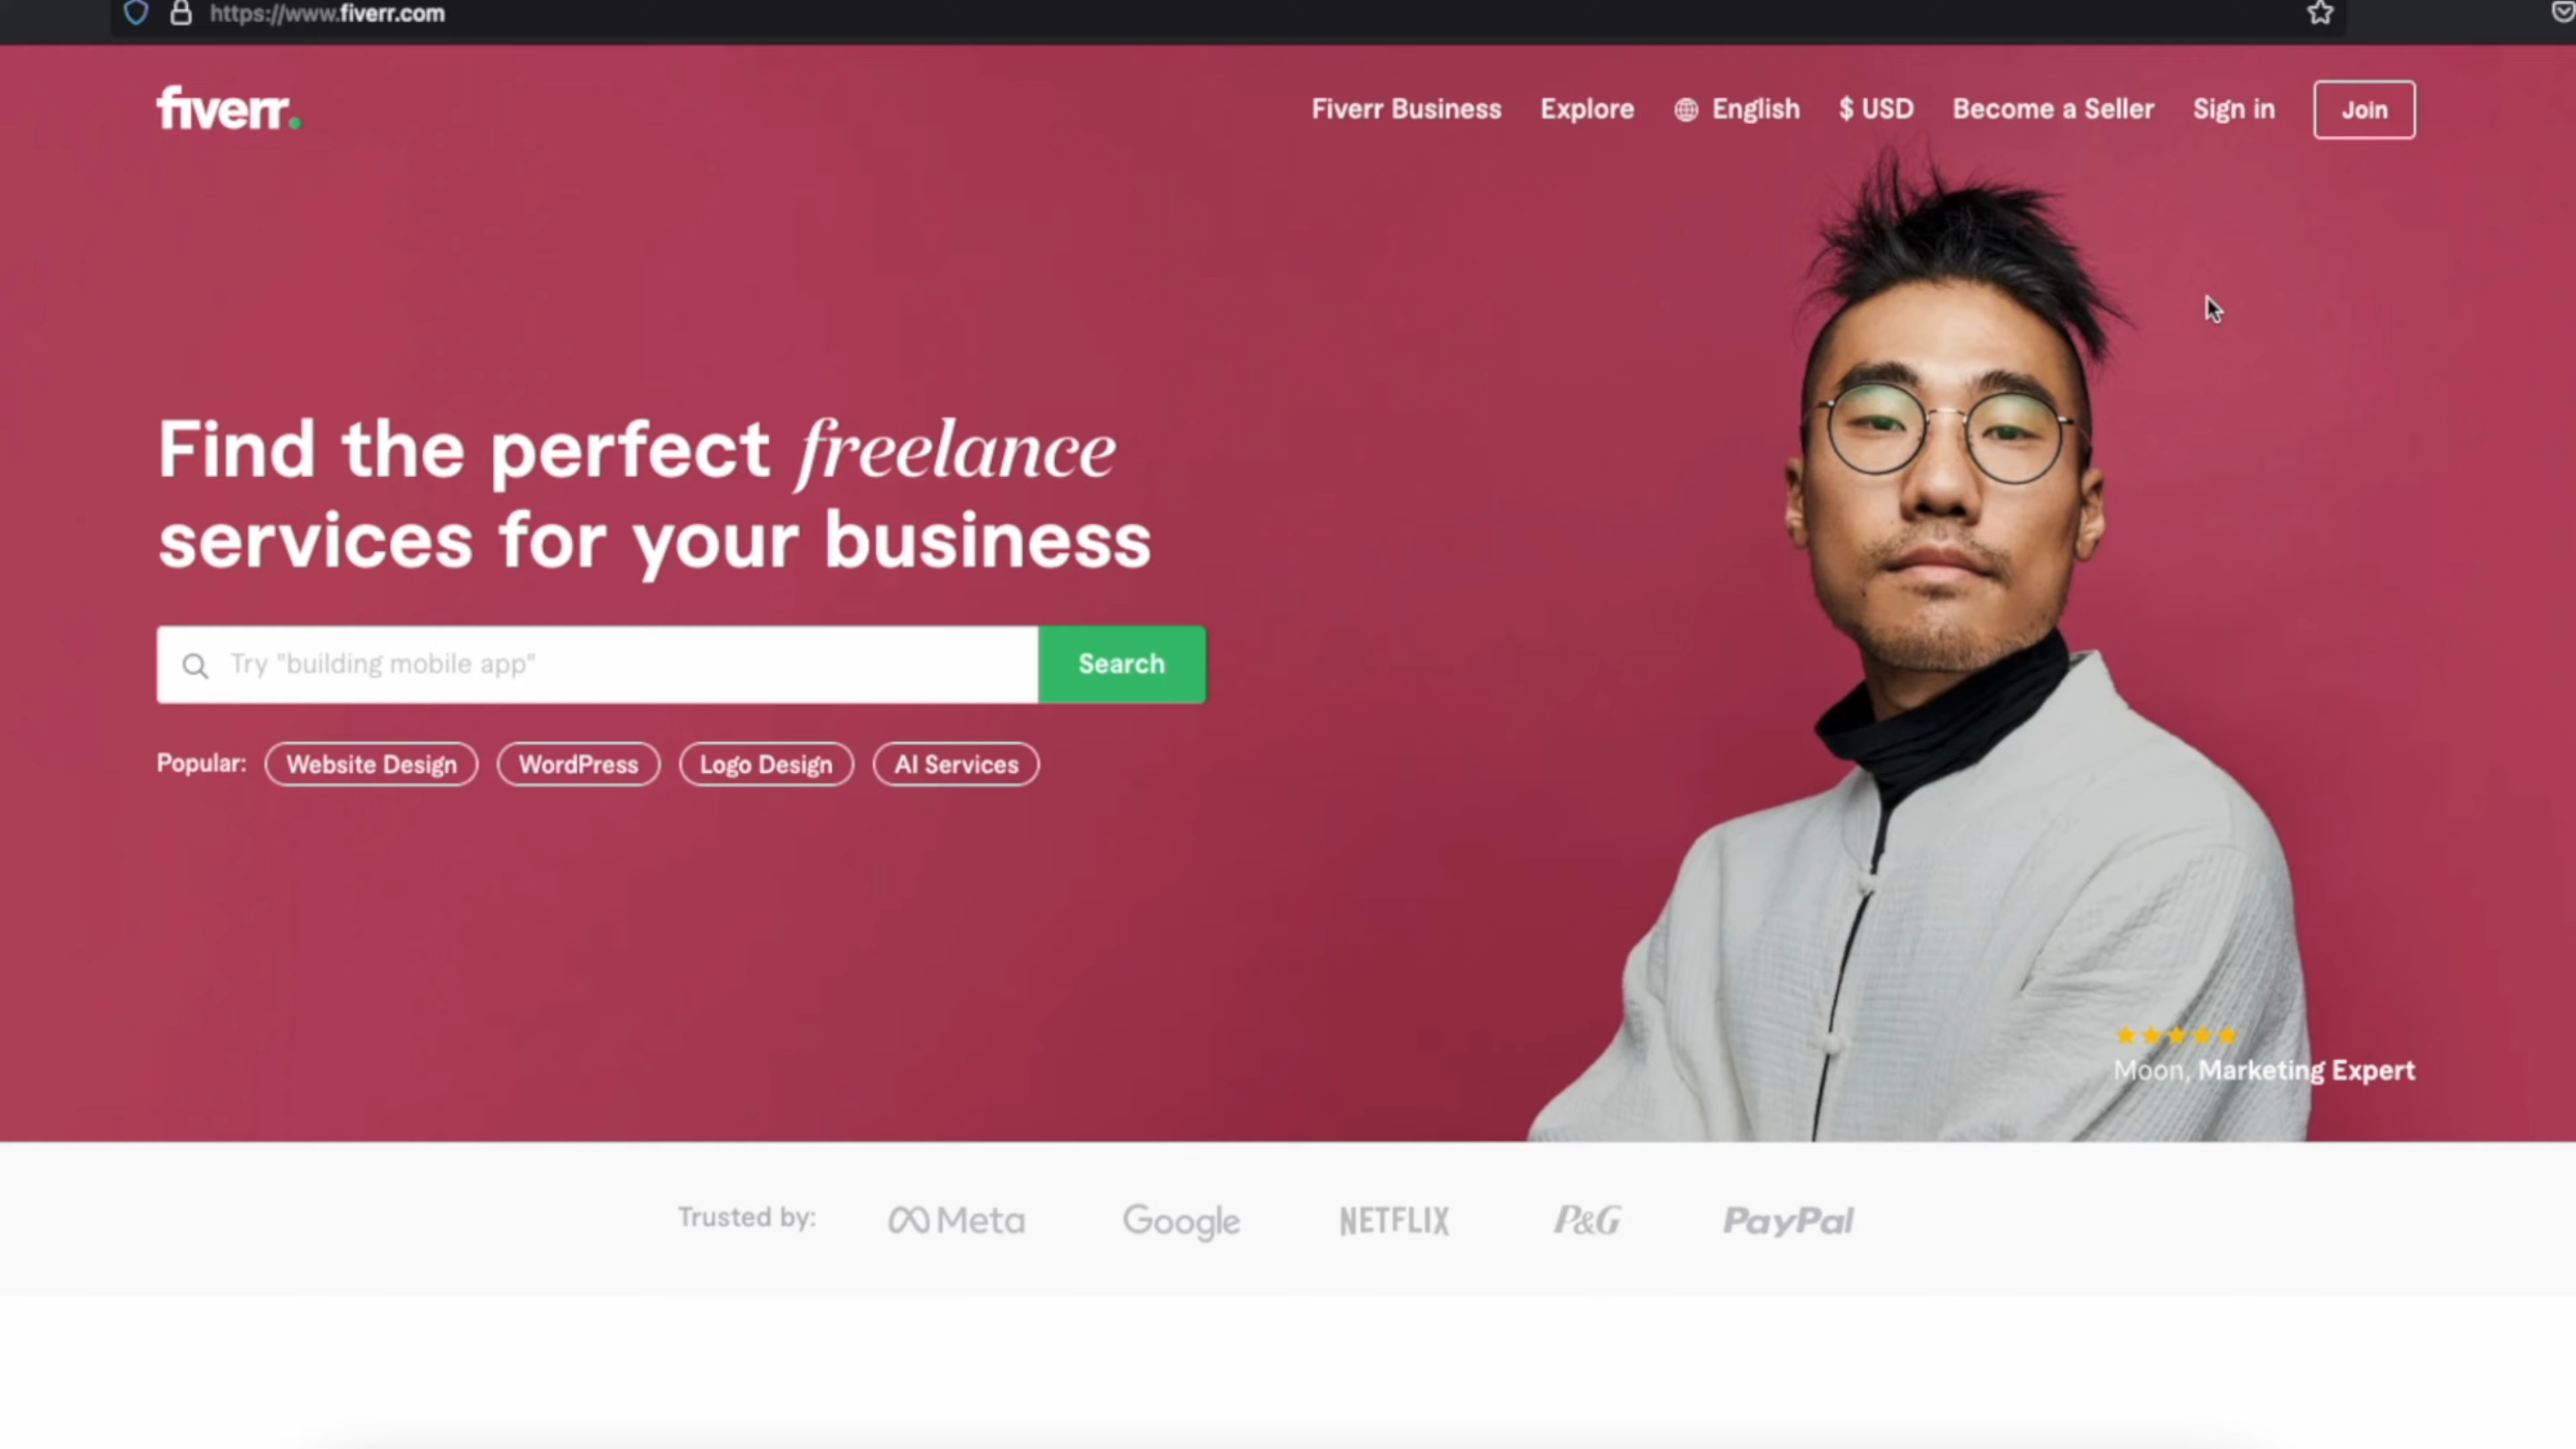 https://www.fiverr.com
fiverr.
Fiverr Business Explore English $ USD Become a Seller Sign in Join
Find the perfect freelance
services for your business
Try "building mobile app" Search
Popular: Website Design WordPress Logo Design AI Services
Moon, Marketing Expert
Trusted by: Meta Google NETFLIX P&G PayPal